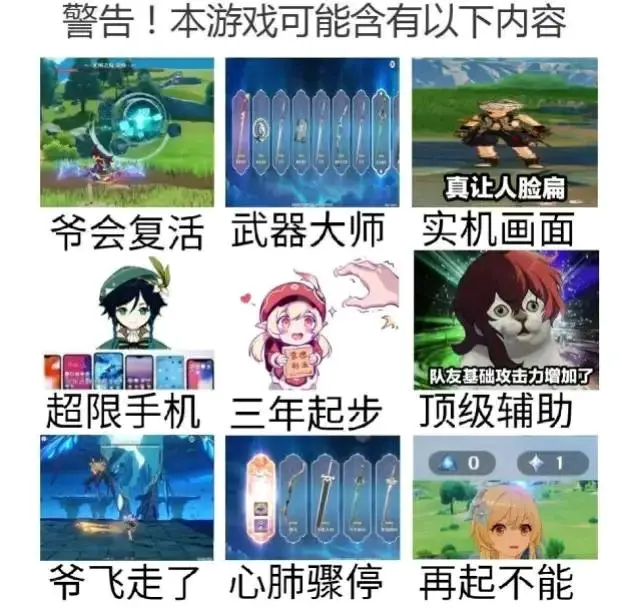 警告！本游戏可能含有以下内容
真让人脸扁
爷会复活 武器大师 实机画面
队友基础攻击力增加了
超限手机 三年起步 顶级辅助
0 1
爷飞走了 心肺骤停 再起不能